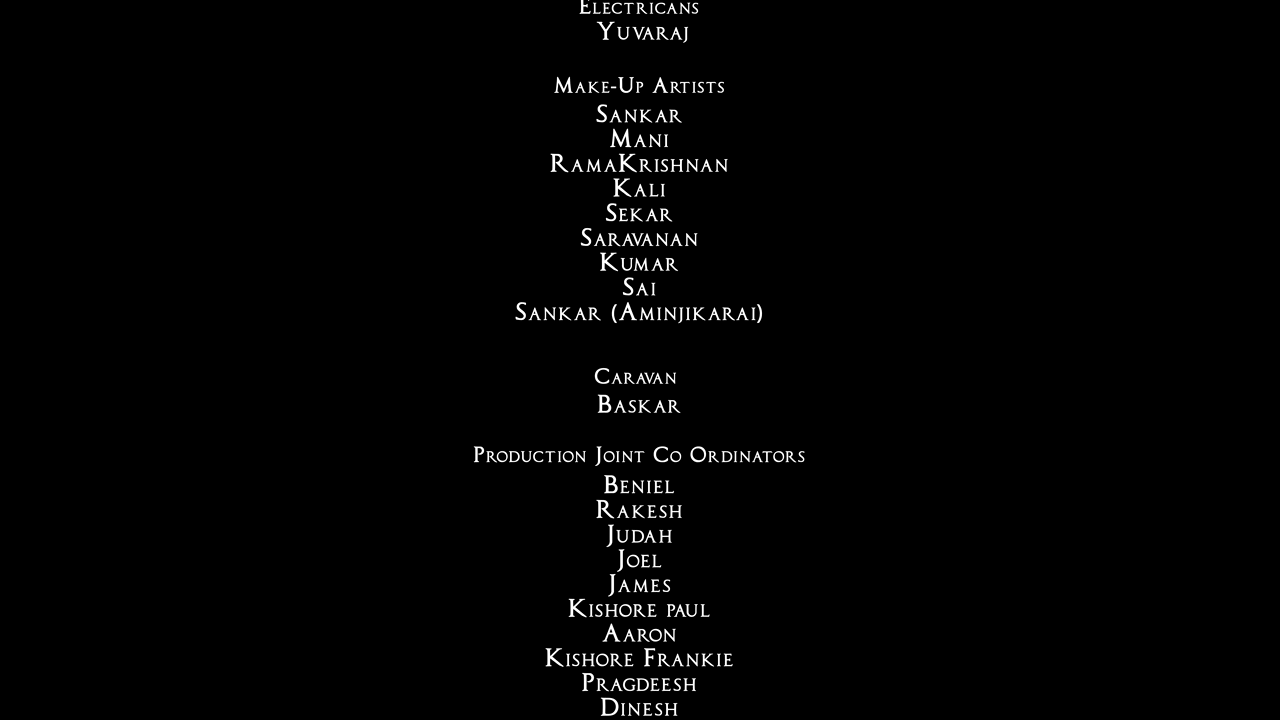 Electricans
Yuvaraj
Make-Up Artists
Sankar
Mani
RamaKrishnan
Kali
Sekar
Saravanan
Kumar
Sai
Sankar (Aminjikarai)
Caravan
Baskar
Production Joint Co Ordinators
Beniel
Rakesh
Judah
Joel
James
Kishore paul
Aaron
Kishore Frankie
Pragdeesh
Dinesh